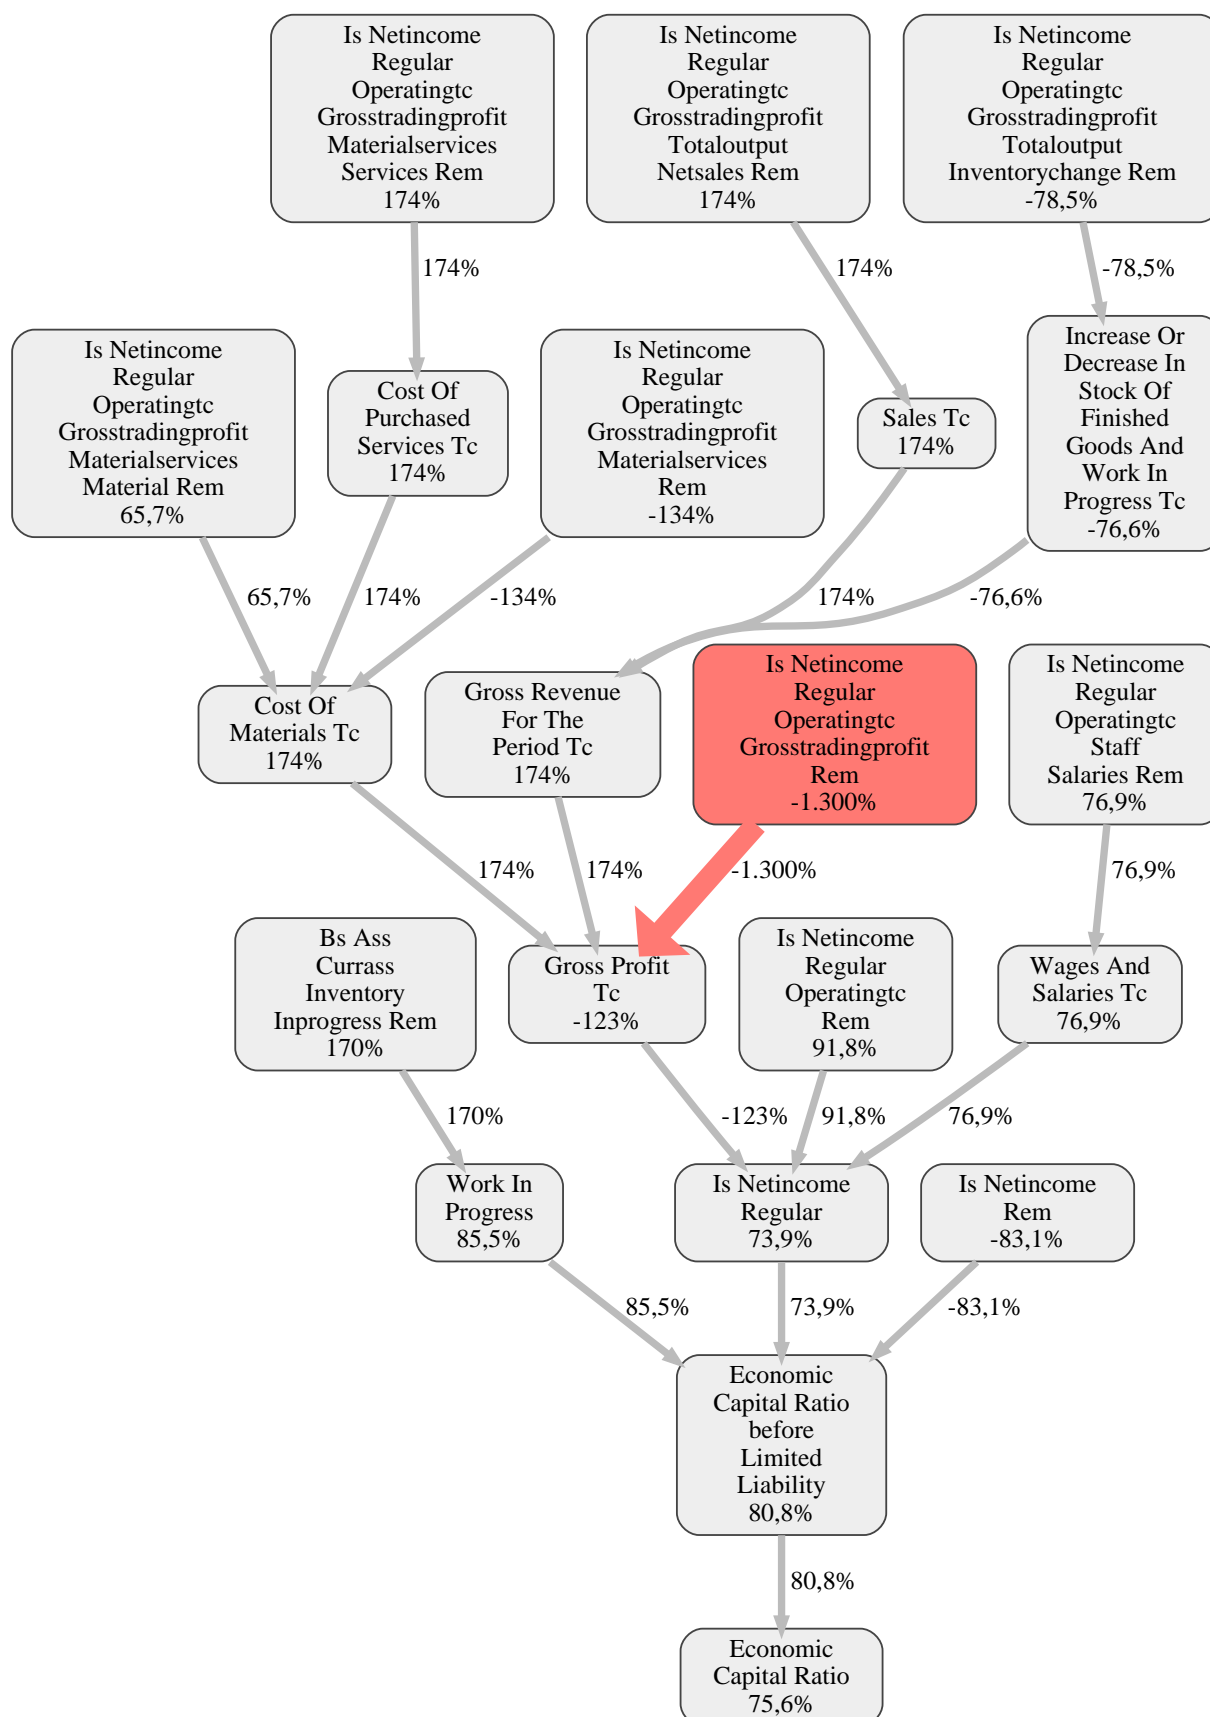 Is Netincome
Regular
Operatingtc
Grosstradingprofit
Materialservices
Services Rem
174%
Is Netincome
Regular
Operatingtc
Grosstradingprofit
Totaloutput
Netsales Rem
174%
Is Netincome
Regular
Operatingtc
Grosstradingprofit
Totaloutput
Inventorychange Rem
-78,5%
174%
174%
-78,5%
Is Netincome
Regular
Operatingtc
Grosstradingprofit
Materialservices
Material Rem
65,7%
Cost Of
Purchased
Services Tc
174%
Is Netincome
Regular
Operatingtc
Grosstradingprofit
Materialservices
Rem
-134%
Sales Tc
174%
Increase Or
Decrease In
Stock Of
Finished
Goods And
Work In
Progress Tc
-76,6%
65,7%
174%
-134%
174%
-76,6%
Cost Of
Materials Tc
174%
Gross Revenue
For The
Period Tc
174%
Is Netincome
Regular
Operatingtc
Grosstradingprofit
Rem
-1.300%
Is Netincome
Regular
Operatingtc
Staff
Salaries Rem
76,9%
174%
174%
-1.300%
76,9%
Bs Ass
Currass
Inventory
Inprogress Rem
170%
Gross Profit
Tc
-123%
Is Netincome
Regular
Operatingtc
Rem
91,8%
Wages And
Salaries Tc
76,9%
170%
-123%
91,8%
76,9%
Work In
Progress
85,5%
Is Netincome
Regular
73,9%
Is Netincome
Rem
-83,1%
85,5%
73,9%
-83,1%
Economic
Capital Ratio
before
Limited
Liability
80,8%
80,8%
Economic
Capital Ratio
75,6%